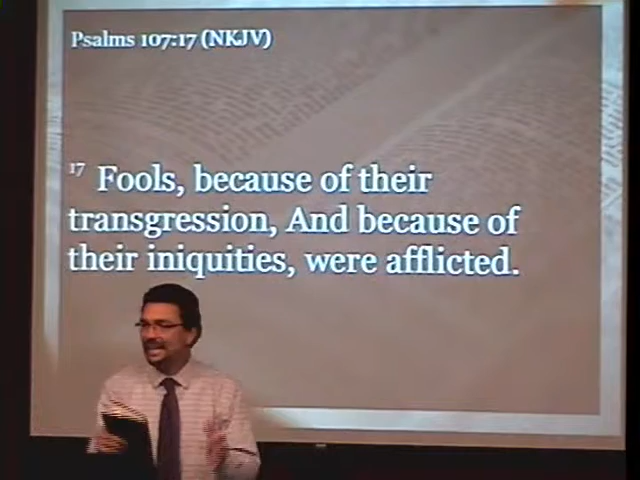 Psalms 107:17 (NKJV)
17 Fools, because of their
transgression, And because of
their iniquities, were afflicted.